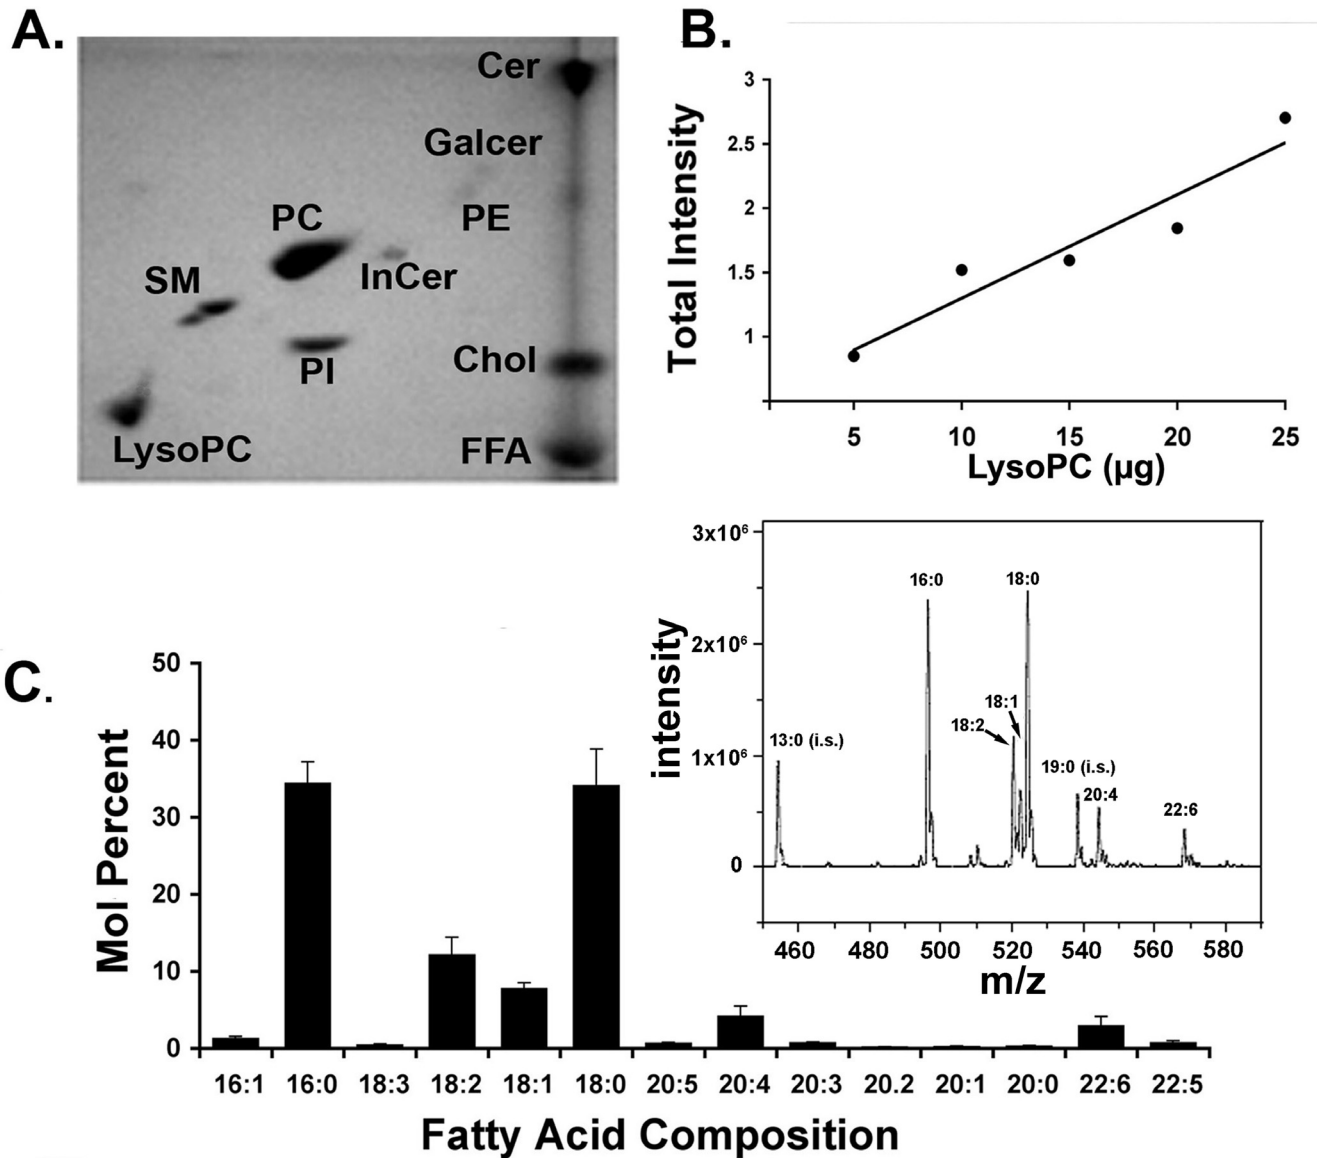 A.
Cer
Galcer
PC
PE
SM
InCer
PI
Chol
LysoPC
FFA
B.
Total Intensity
3
2.5
2
1.5
1
5 10 15 20 25
LysoPC (µg)
C.
Mol Percent
50
40
30
20
10
0
16:1 16:0 18:3 18:2 18:1 18:0 20:5 20:4 20:3 20.2 20:1 20:0 22:6 22:5
Fatty Acid Composition
intensity
3x10⁶
2x10⁶
1x10⁶
0
16:0
18:0
18:1
18:2
13:0 (i.s.)
19:0 (i.s.)
20:4
22:6
460 480 500 520 540 560 580
m/z